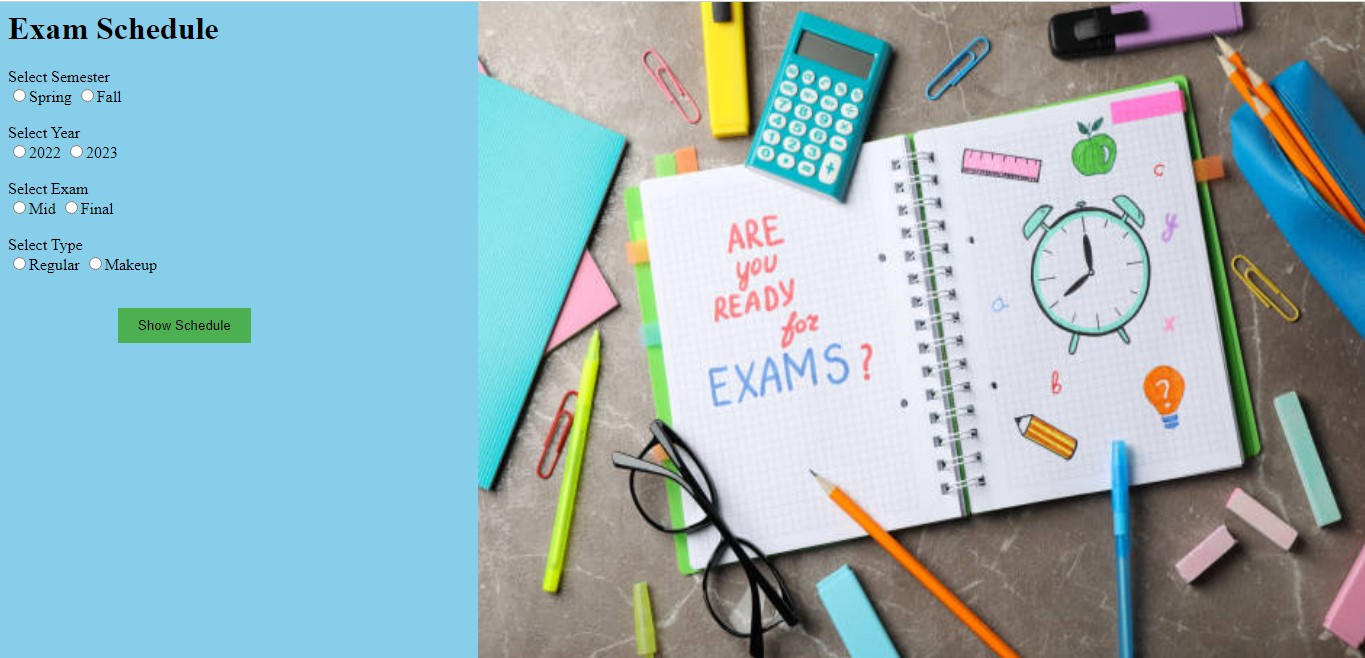 Exam Schedule
Select Semester
Spring Fall
Select Year
2022 2023
Select Exam
Mid Final
Select Type
Regular Makeup
Show Schedule
ARE
you
READY
for
EXAMS?
a
c
y
x
B
?